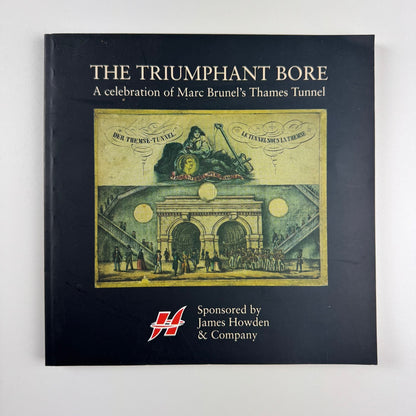 THE TRIUMPHANT BORE
A celebration of Marc Brunel's Thames Tunnel
DER THEMSE-TUNNEL.
LE TUNNEL SOUS LA THEMSE
Sponsored by
James Howden
& Company